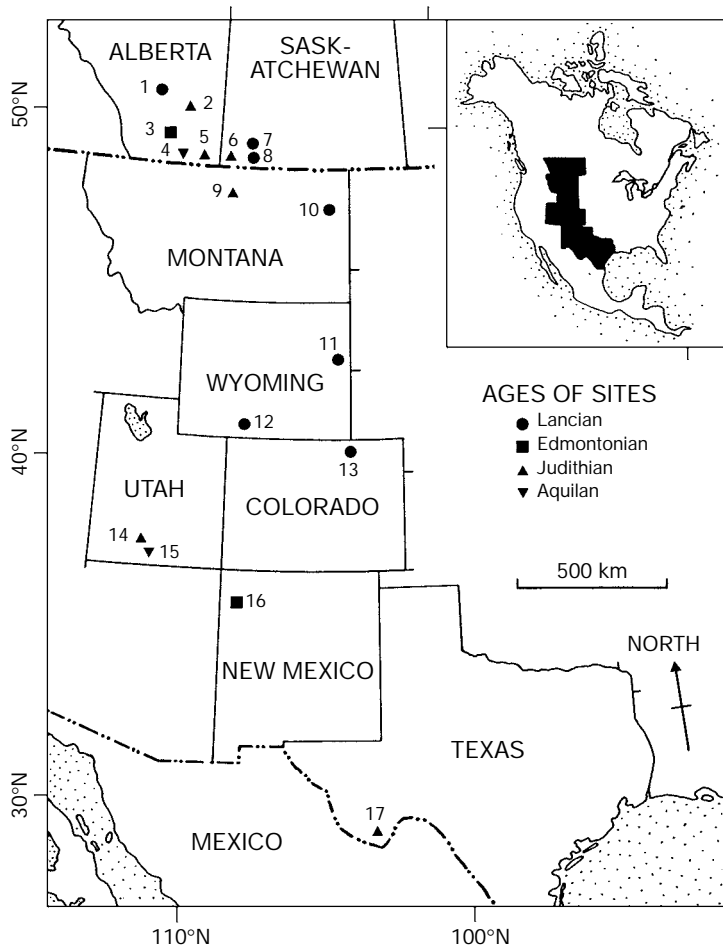 ALBERTA
SASK-
ATCHEWAN
1
2
3
4
5
6
7
8
9
10
MONTANA
11
WYOMING
12
13
UTAH
COLORADO
14
15
16
NEW MEXICO
TEXAS
17
MEXICO
50°N
40°N
30°N
110°N
100°N
AGES OF SITES
Lancian
Edmontonian
Judithian
Aquilan
500 km
NORTH